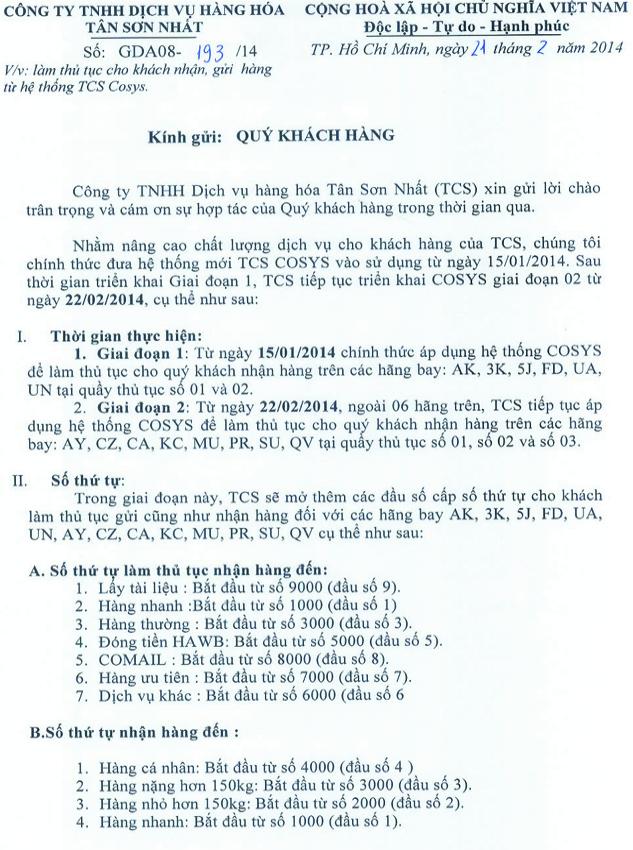 CÔNG TY TNHH DỊCH VỤ HÀNG HÓA
TÂN SƠN NHẤT
CỘNG HOÀ XÃ HỘI CHỦ NGHĨA VIỆT NAM
Độc lập - Tự do - Hạnh phúc
Số: GDA08- 193 /14
TP. Hồ Chí Minh, ngày 21 tháng 2 năm 2014
V/v: làm thủ tục cho khách nhận, gửi hàng
từ hệ thống TCS Cosys.
Kính gửi: QUÝ KHÁCH HÀNG
Công ty TNHH Dịch vụ hàng hóa Tân Sơn Nhất (TCS) xin gửi lời chào
trân trọng và cám ơn sự hợp tác của Quý khách hàng trong thời gian qua.
Nhằm nâng cao chất lượng dịch vụ cho khách hàng của TCS, chúng tôi
chính thức đưa hệ thống mới TCS COSYS vào sử dụng từ ngày 15/01/2014. Sau
thời gian triển khai Giai đoạn 1, TCS tiếp tục triển khai COSYS giai đoạn 02 từ
ngày 22/02/2014, cụ thể như sau:
I. Thời gian thực hiện:
1. Giai đoạn 1: Từ ngày 15/01/2014 chính thức áp dụng hệ thống COSYS
để làm thủ tục cho quý khách nhận hàng trên các hãng bay: AK, 3K, 5J, FD, UA,
UN tại quầy thủ tục số 01 và 02.
2. Giai đoạn 2: Từ ngày 22/02/2014, ngoài 06 hãng trên, TCS tiếp tục áp
dụng hệ thống COSYS để làm thủ tục cho quý khách nhận hàng trên các hãng
bay: AY, CZ, CA, KC, MU, PR, SU, QV tại quầy thủ tục số 01, số 02 và số 03.
II. Số thứ tự:
Trong giai đoạn này, TCS sẽ mở thêm các đầu số cấp số thứ tự cho khách
làm thủ tục gửi cũng như nhận hàng đối với các hãng bay AK, 3K, 5J, FD, UA,
UN, AY, CZ, CA, KC, MU, PR, SU, QV cụ thể như sau:
A. Số thứ tự làm thủ tục nhận hàng đến:
1. Lấy tài liệu : Bắt đầu từ số 9000 (đầu số 9).
2. Hàng nhanh :Bắt đầu từ số 1000 (đầu số 1)
3. Hàng thường : Bắt đầu từ số 3000 (đầu số 3).
4. Đóng tiền HAWB: Bắt đầu từ số 5000 (đầu số 5).
5. COMAIL : Bắt đầu từ số 8000 (đầu số 8).
6. Hàng ưu tiên : Bắt đầu từ số 7000 (đầu số 7).
7. Dịch vụ khác : Bắt đầu từ số 6000 (đầu số 6
B.Số thứ tự nhận hàng đến :
1. Hàng cá nhân: Bắt đầu từ số 4000 (đầu số 4 )
2. Hàng nặng hơn 150kg: Bắt đầu từ số 3000 (đầu số 3).
3. Hàng nhỏ hơn 150kg: Bắt đầu từ số 2000 (đầu số 2).
4. Hàng nhanh: Bắt đầu từ số 1000 (đầu số 1).